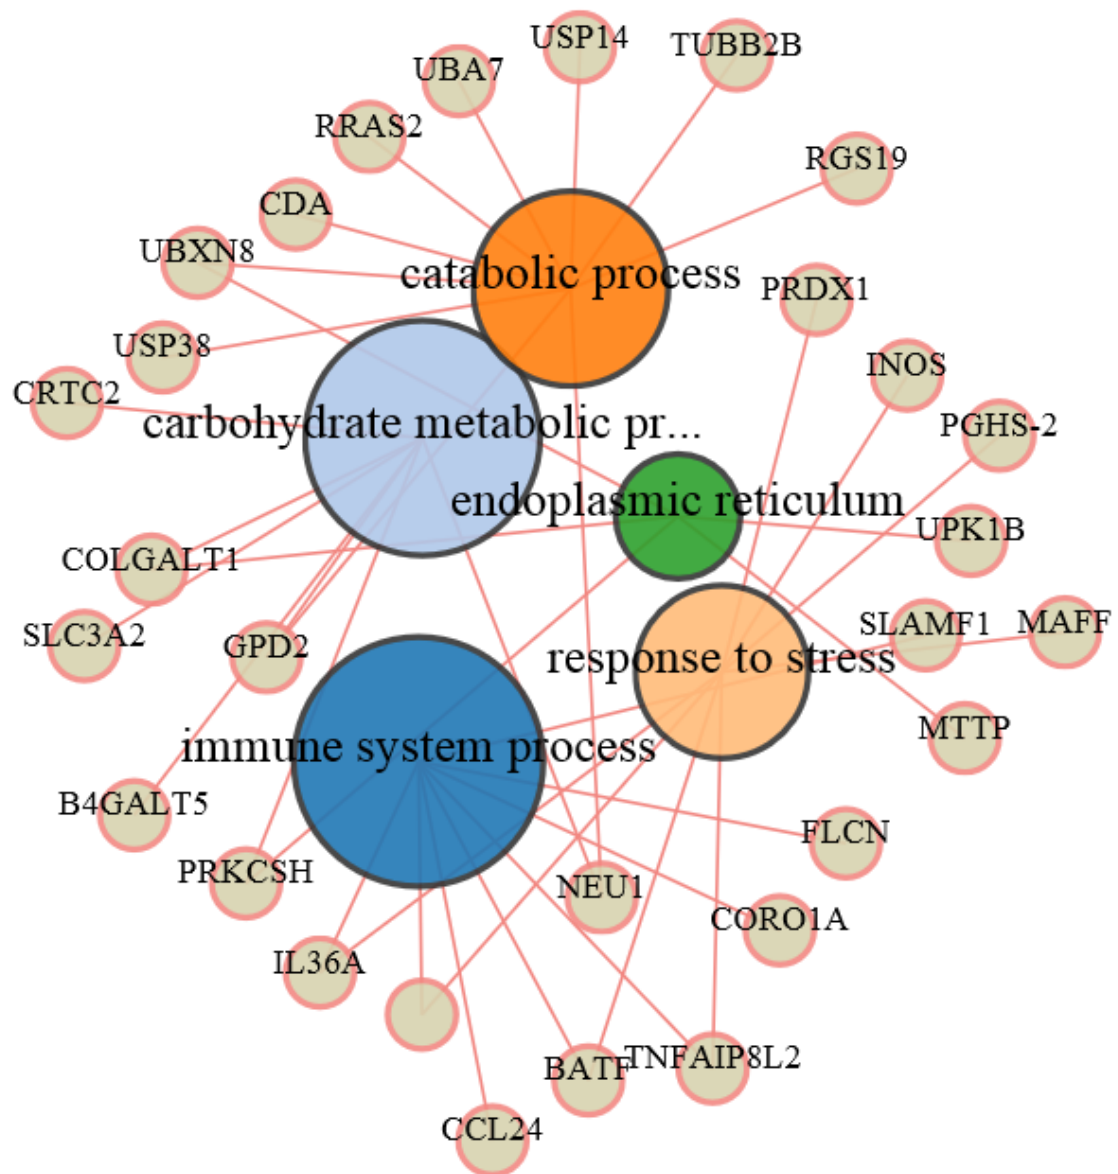 USP14
TUBB2B
UBA7
RRAS2
RGS19
CDA
UBXN8
catabolic process
PRDX1
USP38
INOS
CRTC2
carbohydrate metabolic pr...
PGHS-2
endoplasmic reticulum
UPK1B
COLGALT1
SLC3A2
GPD2
SLAMF1
MAFF
response to stress
MTTP
immune system process
B4GALT5
FLCN
PRKCSH
NEU1
CORO1A
IL36A
BATF
TNFAIP8L2
CCL24